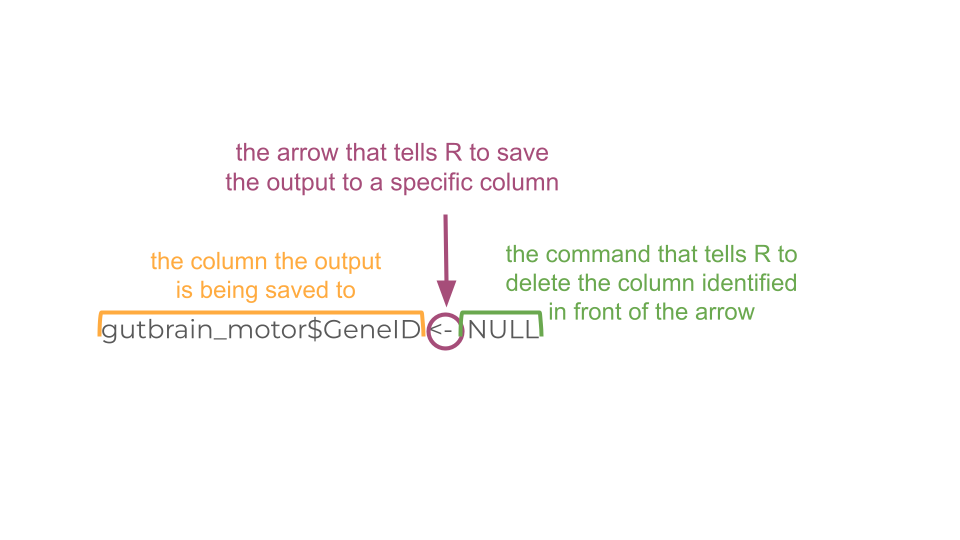 the arrow that tells R to save
the output to a specific column
the column the output
is being saved to
the command that tells R to
delete the column identified
in front of the arrow
gutbrain_motor$GeneID <- NULL